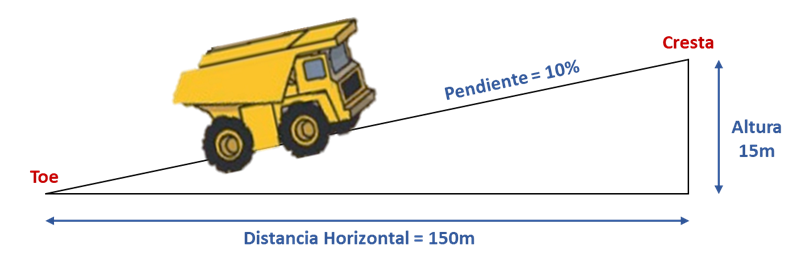 Cresta
Pendiente = 10%
Altura
15m
Toe
Distancia Horizontal = 150m